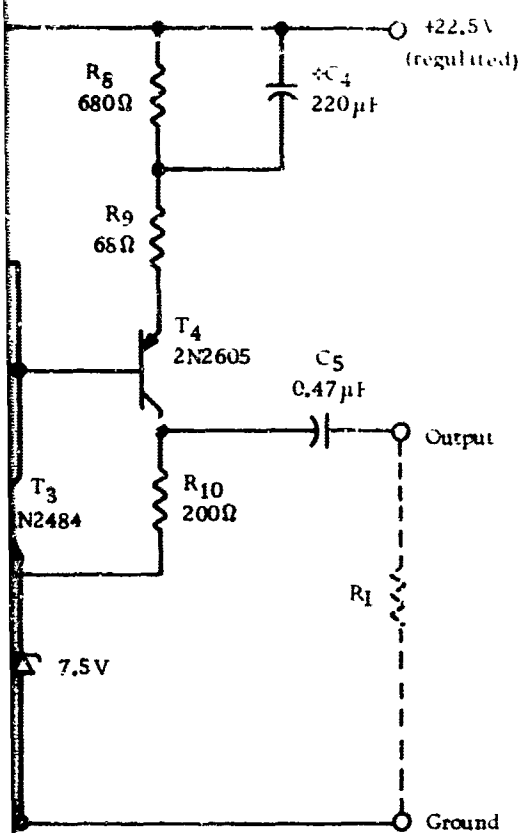 +22.5V
(regulated)
R8
680Ω
+C4
220µF
R9
68Ω
T4
2N2605
C5
0.47µF
Output
T3
N2484
R10
200Ω
7.5V
Ground